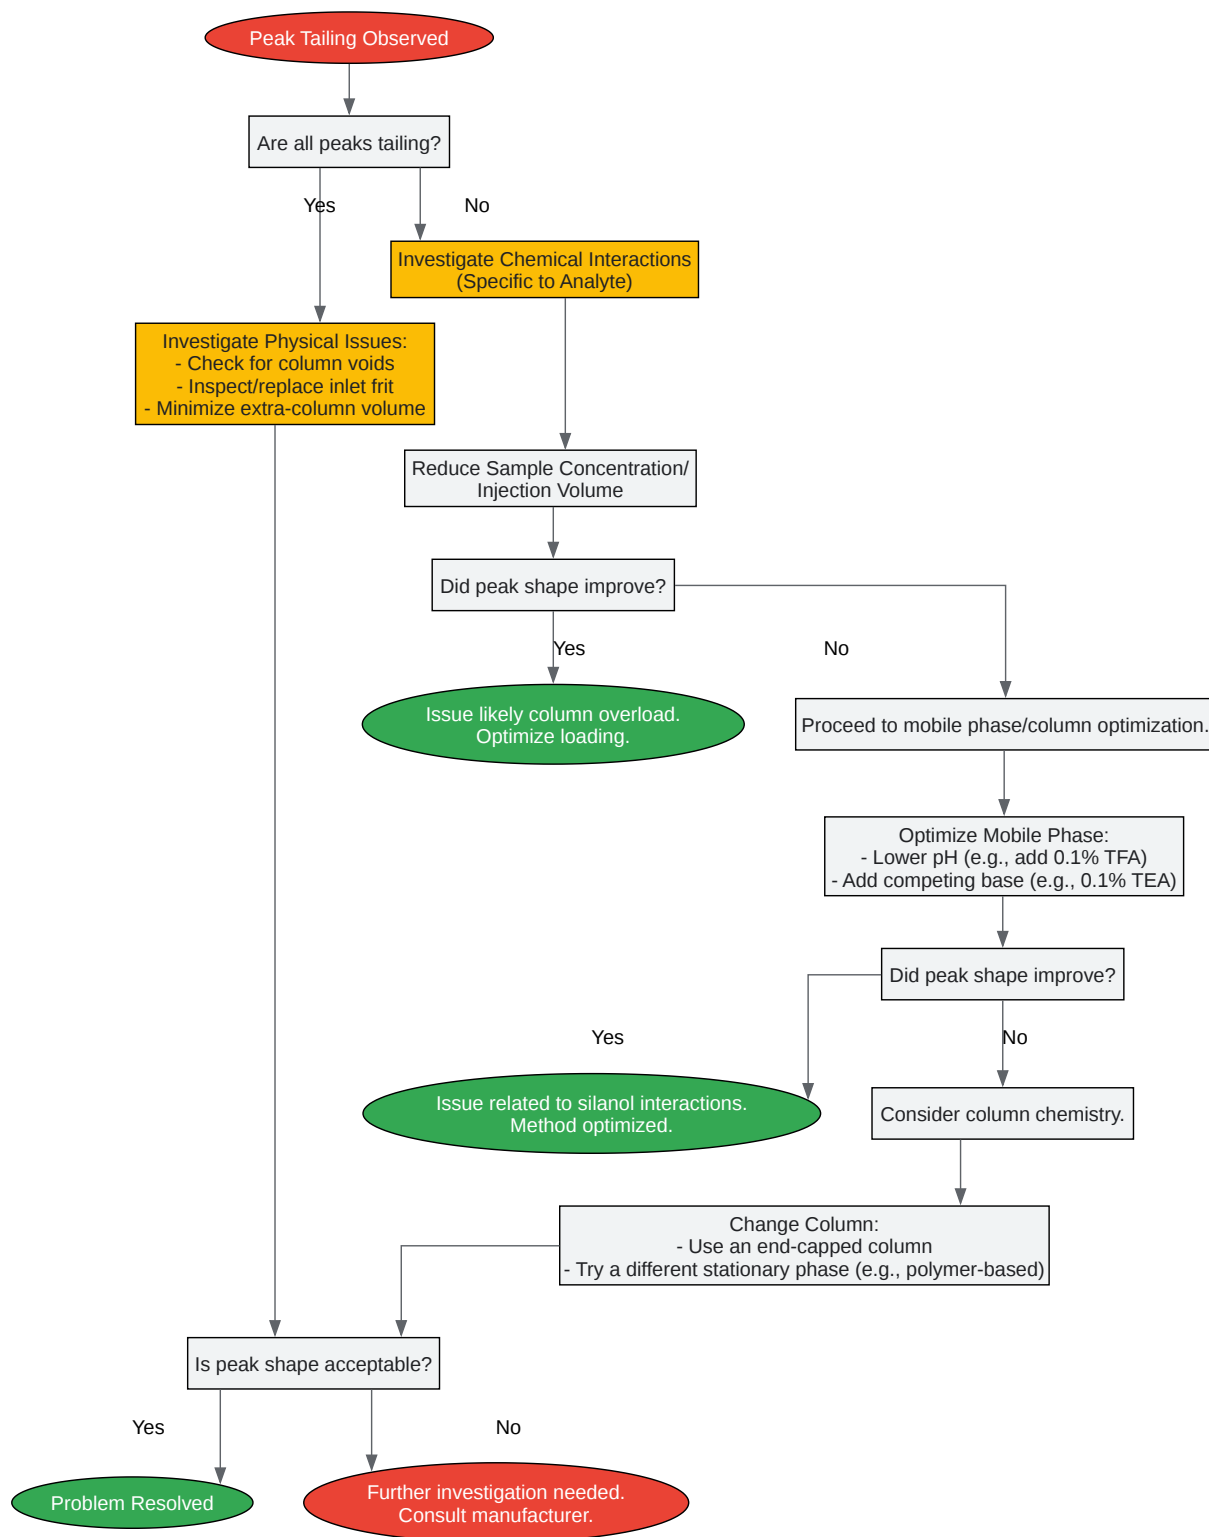 Peak Tailing Observed
Are all peaks tailing?
Yes
No
Investigate Chemical Interactions
(Specific to Analyte)
Investigate Physical Issues:
- Check for column voids
- Inspect/replace inlet frit
- Minimize extra-column volume
Reduce Sample Concentration/
Injection Volume
Did peak shape improve?
Yes
No
Issue likely column overload.
Optimize loading.
Proceed to mobile phase/column optimization.
Optimize Mobile Phase:
- Lower pH (e.g., add 0.1% TFA)
- Add competing base (e.g., 0.1% TEA)
Did peak shape improve?
Yes
No
Issue related to silanol interactions.
Method optimized.
Consider column chemistry.
Change Column:
- Use an end-capped column
- Try a different stationary phase (e.g., polymer-based)
Is peak shape acceptable?
Yes
No
Problem Resolved
Further investigation needed.
Consult manufacturer.